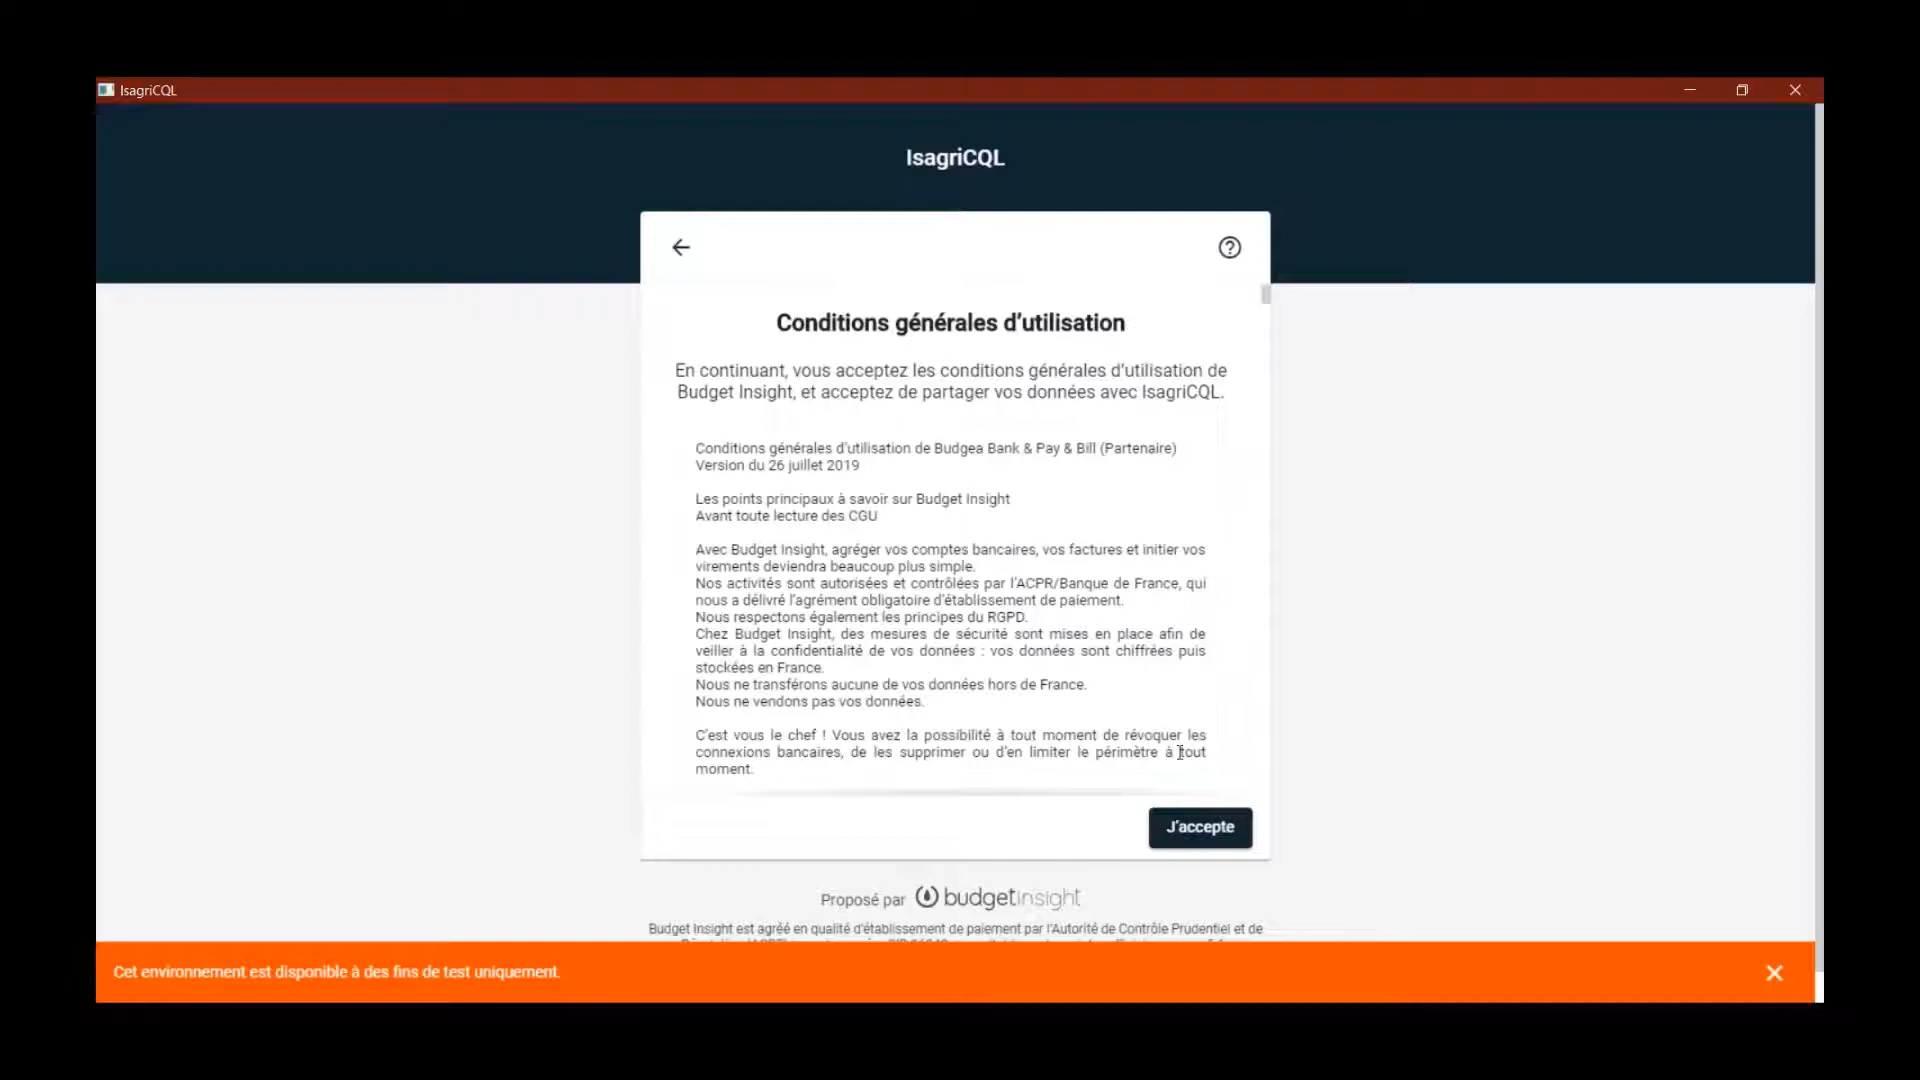 IsagriCQL
IsagriCQL
Conditions générales d'utilisation
En continuant, vous acceptez les conditions générales d'utilisation de
Budget Insight, et acceptez de partager vos données avec IsagriCQL.
Conditions générales d'utilisation de Budgea Bank & Pay & Bill (Partenaire)
Version du 26 juillet 2019
Les points principaux à savoir sur Budget Insight
Avant toute lecture des CGU
Avec Budget Insight, agréger vos comptes bancaires, vos factures et initier vos
virements deviendra beaucoup plus simple.
Nos activités sont autorisées et contrôlées par l'ACPR/Banque de France, qui
nous a délivré l'agrément obligatoire d'établissement de paiement.
Nous respectons également les principes du RGPD.
Chez Budget Insight, des mesures de sécurité sont mises en place afin de
veiller à la confidentialité de vos données : vos données sont chiffrées puis
stockées en France.
Nous ne transférons aucune de vos données hors de France.
Nous ne vendons pas vos données.
C'est vous le chef ! Vous avez la possibilité à tout moment de révoquer les
connexions bancaires, de les supprimer ou d'en limiter le périmètre à tout
moment.
J'accepte
Proposé par budgetinsight
Budget Insight est agréé en qualité d'établissement de paiement par l'Autorité de Contrôle Prudentiel et de
Cet environnement est disponible à des fins de test uniquement.